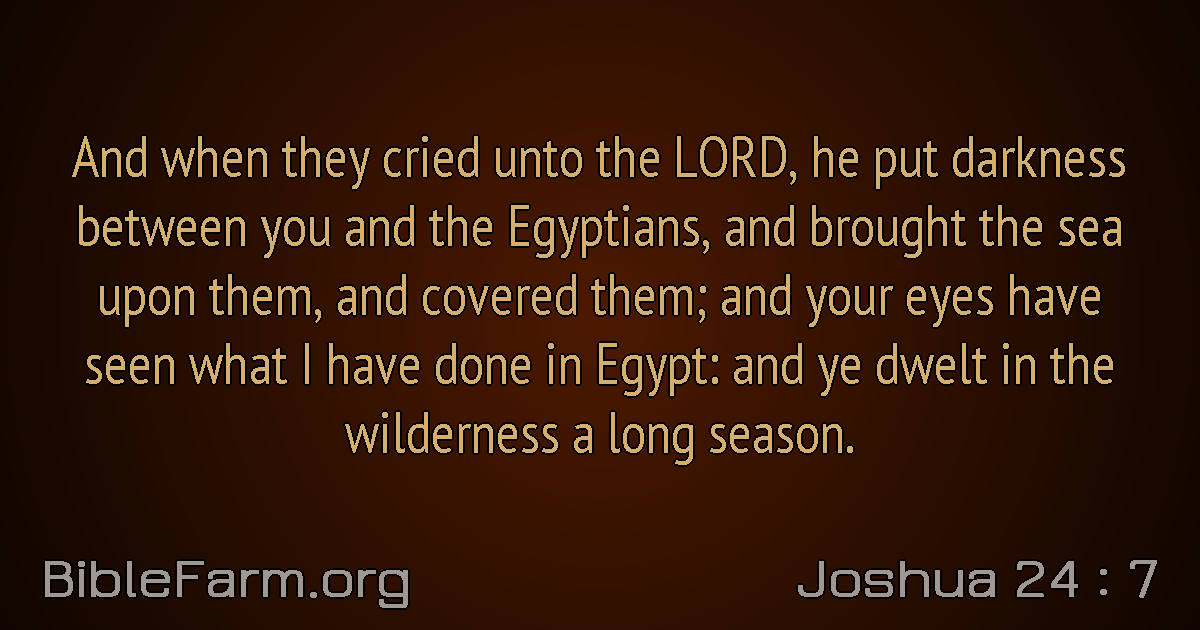 And when they cried unto the LORD, he put darkness
between you and the Egyptians, and brought the sea
upon them, and covered them; and your eyes have
seen what I have done in Egypt: and ye dwelt in the
wilderness a long season.
BibleFarm.org
Joshua 24 : 7